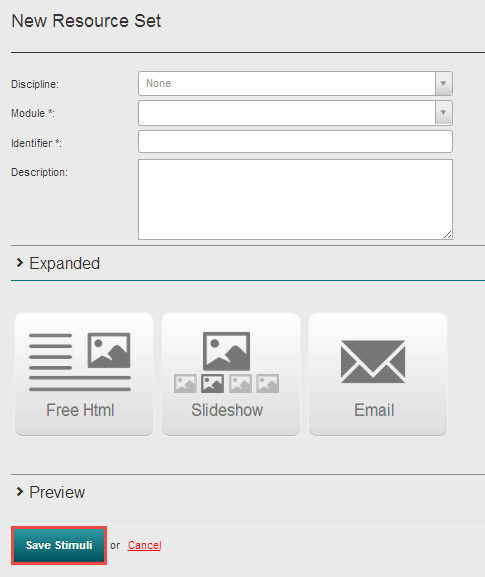 New Resource Set
Discipline: None
Module *:
Identifier *:
Description:
Expanded
Free Html Slideshow Email
Preview
Save Stimuli or Cancel